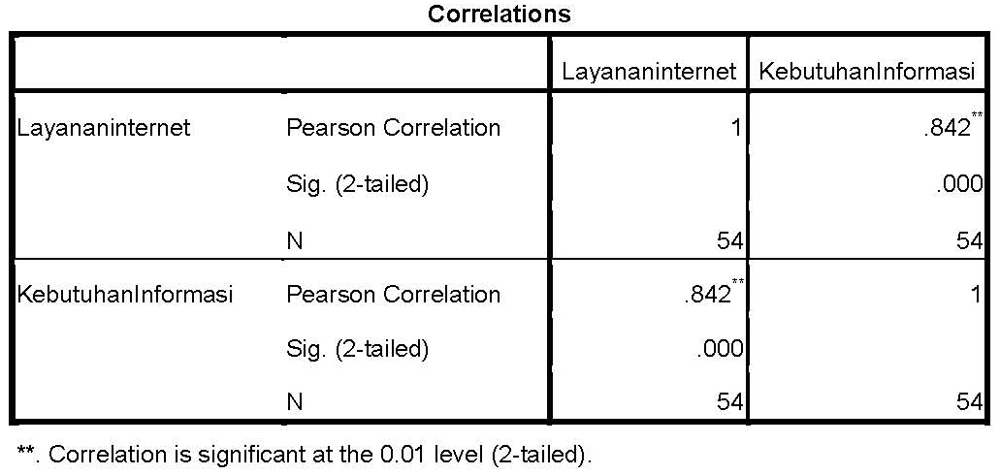 Correlations
Layananinternet KebutuhanInformasi
Layananinternet Pearson Correlation 1 .842**
Sig. (2-tailed) .000
N 54 54
KebutuhanInformasi Pearson Correlation .842** 1
Sig. (2-tailed) .000
N 54 54
**. Correlation is significant at the 0.01 level (2-tailed).